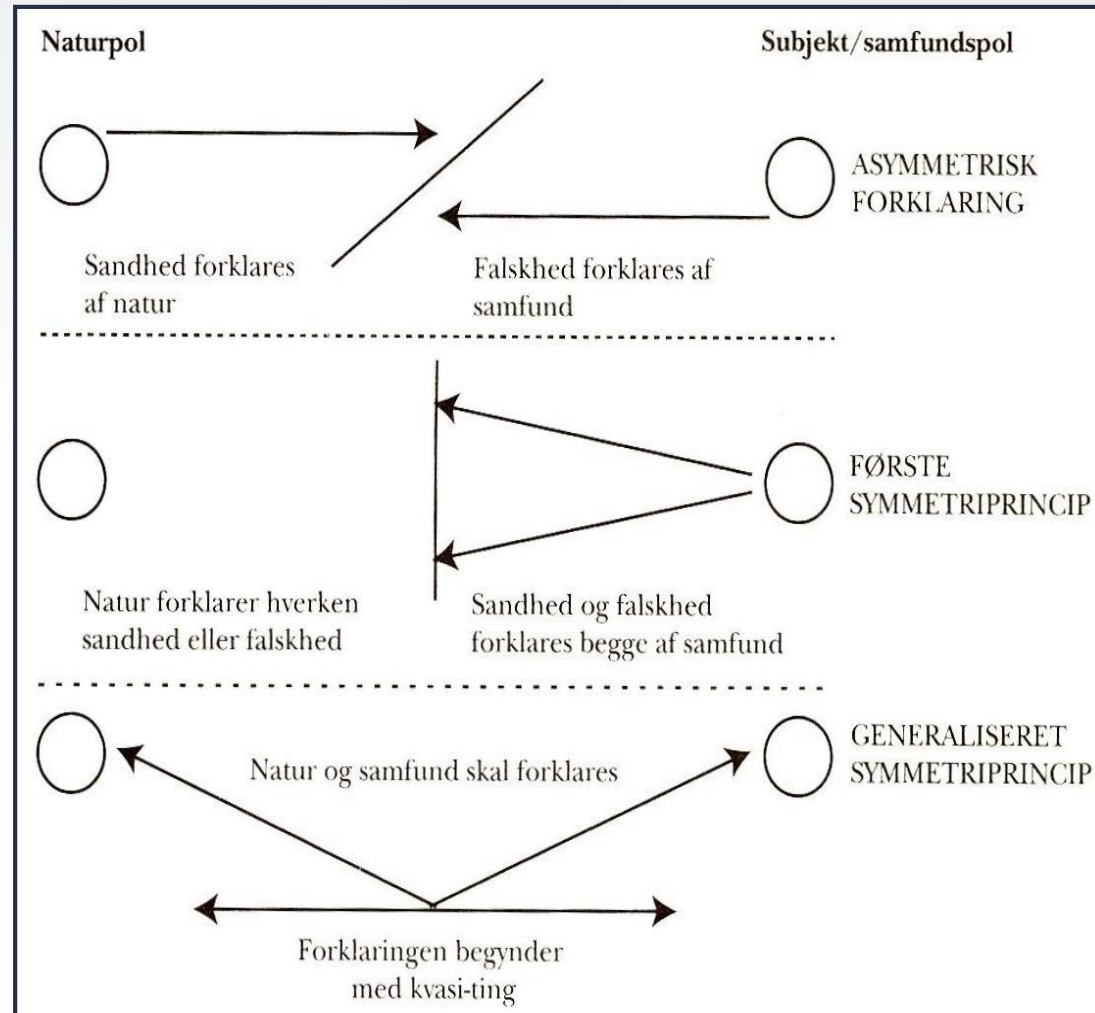 Naturpol
Subjekt/samfundspol
ASYMMETRISK
FORKLARING
Sandhed forklares
af natur
Falskhed forklares af
samfund
FØRSTE
SYMMETRIPRINCIP
Natur forklarer hverken
sandhed eller falskhed
Sandhed og falskhed
forklares begge af samfund
GENERALISERET
SYMMETRIPRINCIP
Natur og samfund skal forklares
Forklaringen begynder
med kvasi-ting